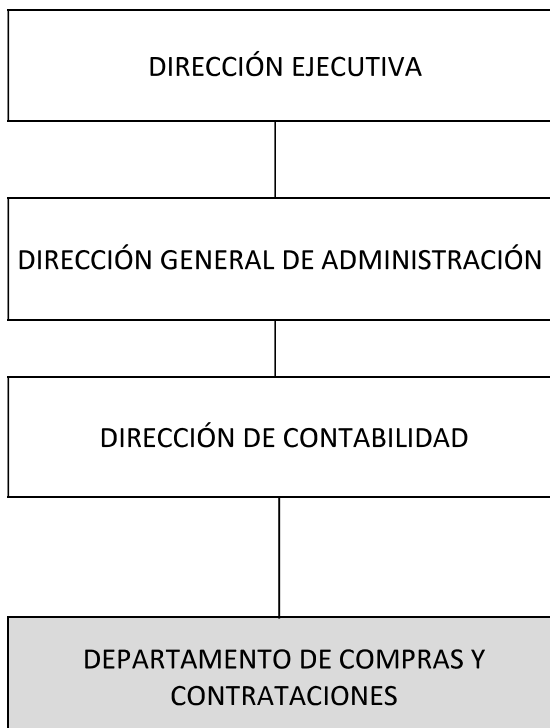 DIRECCIÓN EJECUTIVA
DIRECCIÓN GENERAL DE ADMINISTRACIÓN
DIRECCIÓN DE CONTABILIDAD
DEPARTAMENTO DE COMPRAS Y
CONTRATACIONES